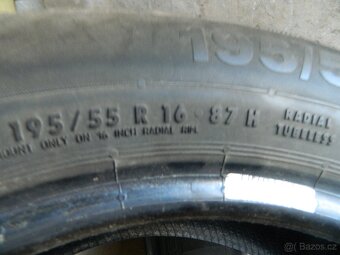 195/5
195/55 R 16 87 H RADIAL TUBELESS
MOUNT ONLY ON 16 INCH RADIAL RIM.
Bazos.cz